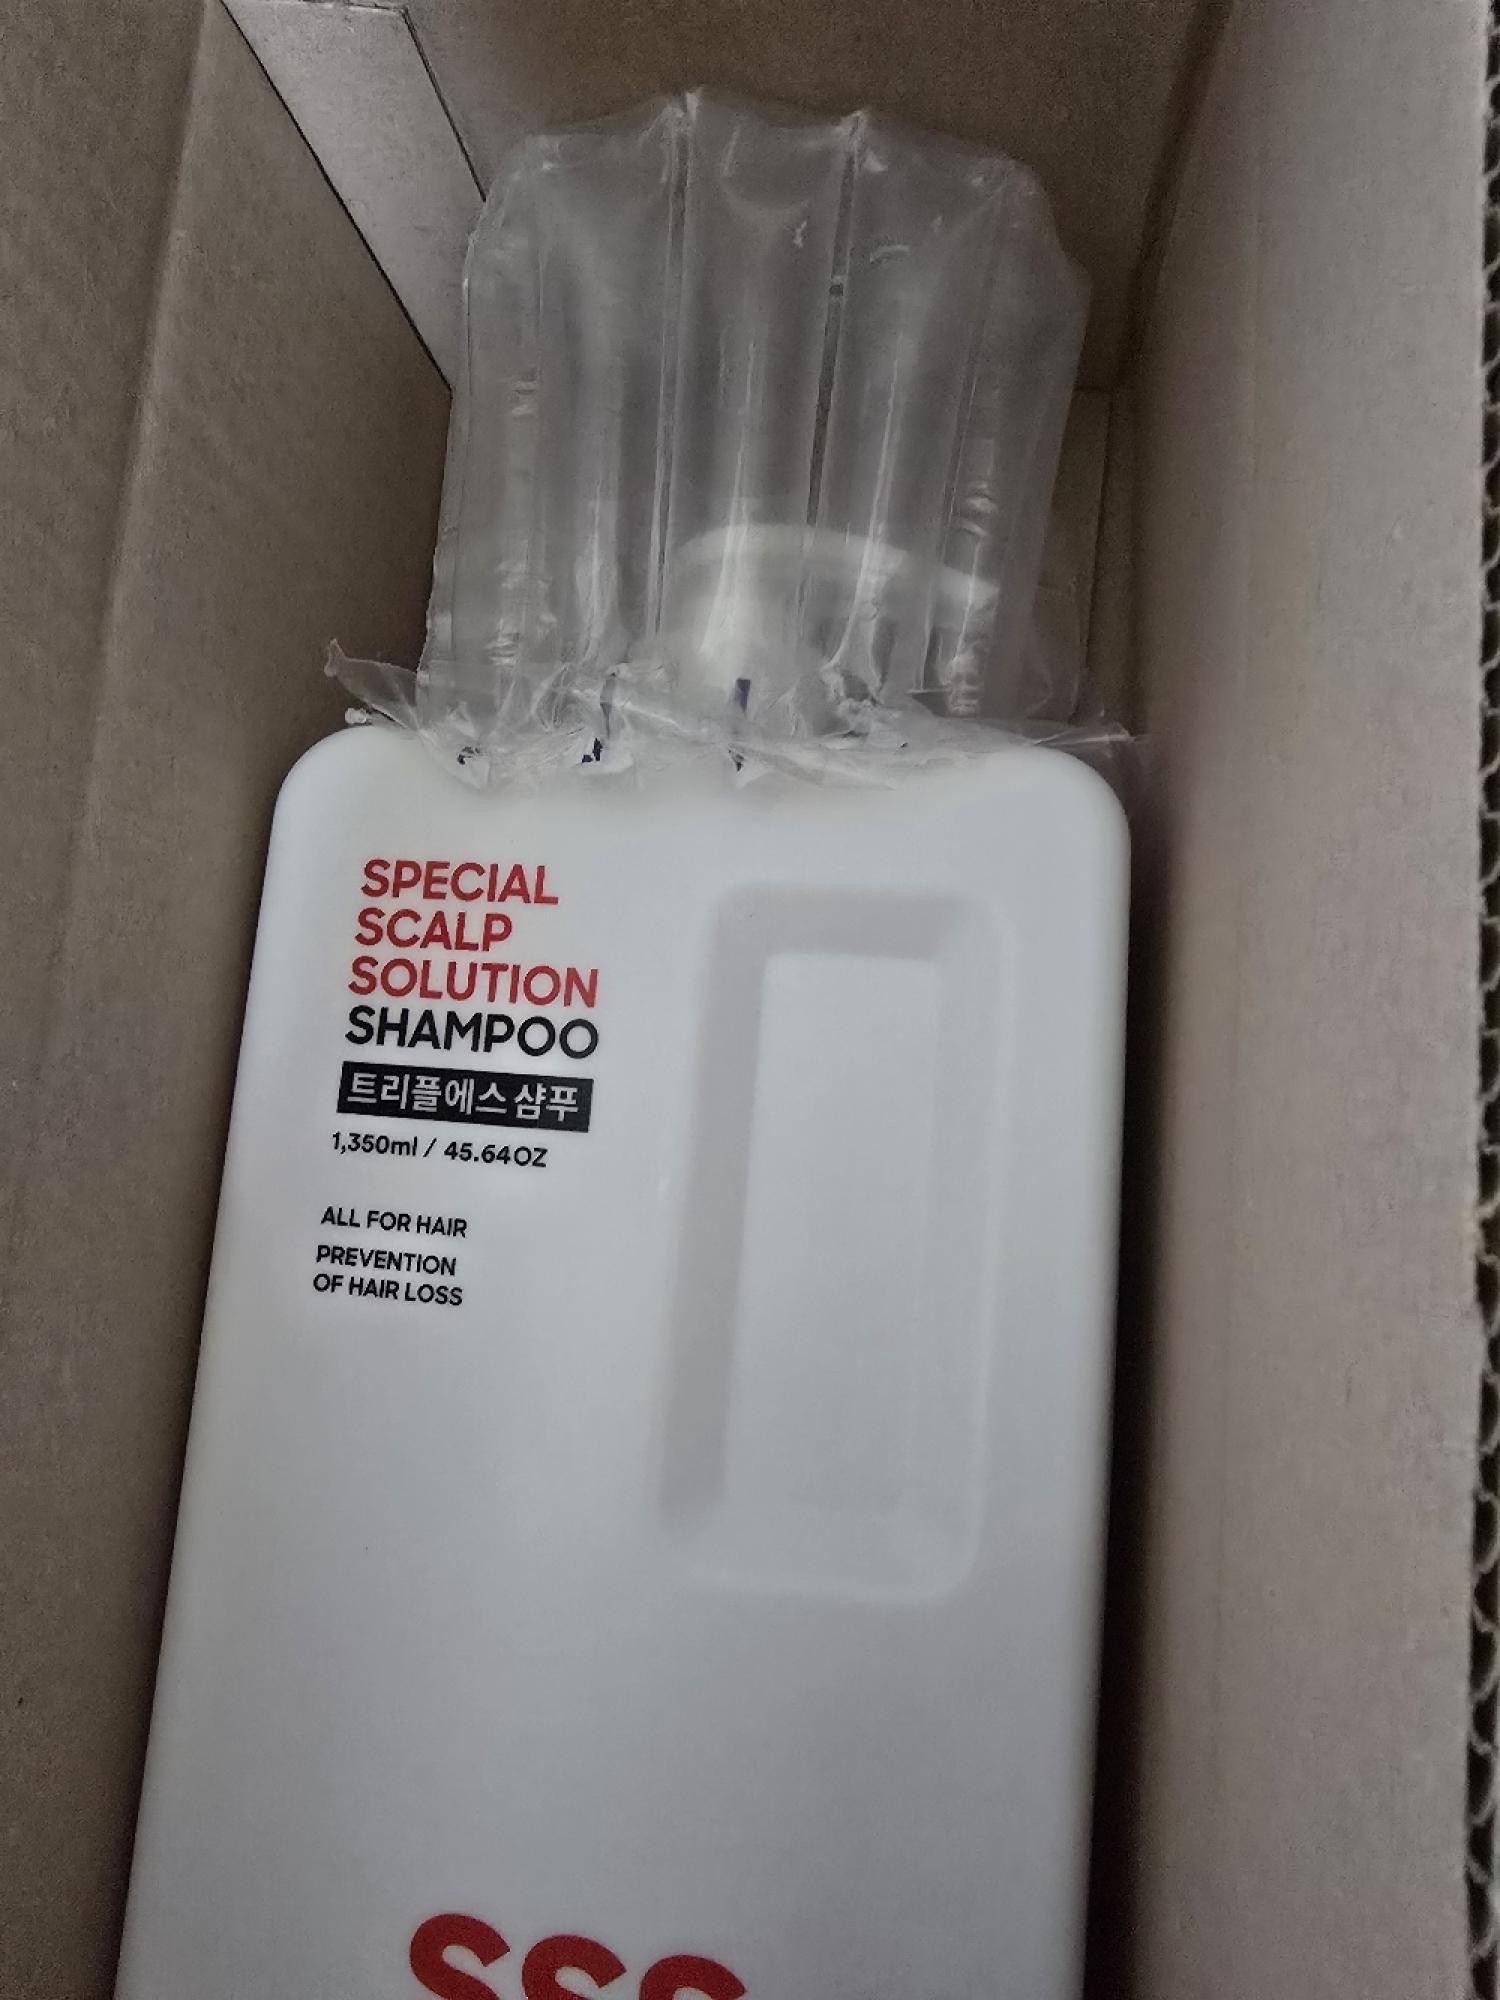 SPECIAL
SCALP
SOLUTION
SHAMPOO
트리플에스 샴푸
1,350ml / 45.64OZ
ALL FOR HAIR
PREVENTION
OF HAIR LOSS
SSS